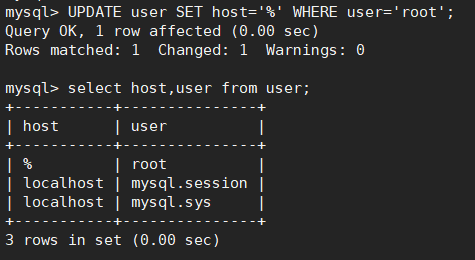 mysql> UPDATE user SET host='%' WHERE user='root';
Query OK, 1 row affected (0.00 sec)
Rows matched: 1  Changed: 1  Warnings: 0

mysql> select host,user from user;
+-----------+---------------+
| host      | user          |
+-----------+---------------+
| %         | root          |
| localhost | mysql.session |
| localhost | mysql.sys     |
+-----------+---------------+
3 rows in set (0.00 sec)